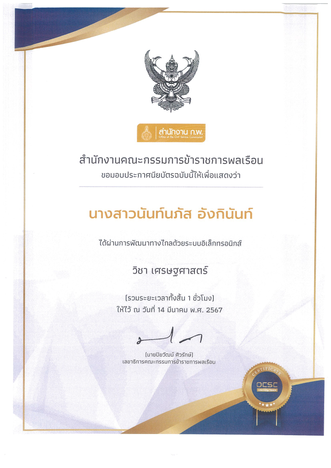 สำนักงาน ก.พ.
สำนักงานคณะกรรมการข้าราชการพลเรือน
ขอมอบประกาศนียบัตรฉบับนี้ให้เพื่อแสดงว่า
นางสาวนันท์นภัส อังกินันท์
ได้ผ่านการพัฒนาทางไกลด้วยระบบอิเล็กทรอนิกส์
วิชา เศรษฐศาสตร์
(รวมระยะเวลาทั้งสิ้น 1 ชั่วโมง)
ให้ไว้ ณ วันที่ 14 มีนาคม พ.ศ. 2567
(นายปิยวัฒน์ ศิวรักษ์)
เลขาธิการคณะกรรมการข้าราชการพลเรือน
OCSC